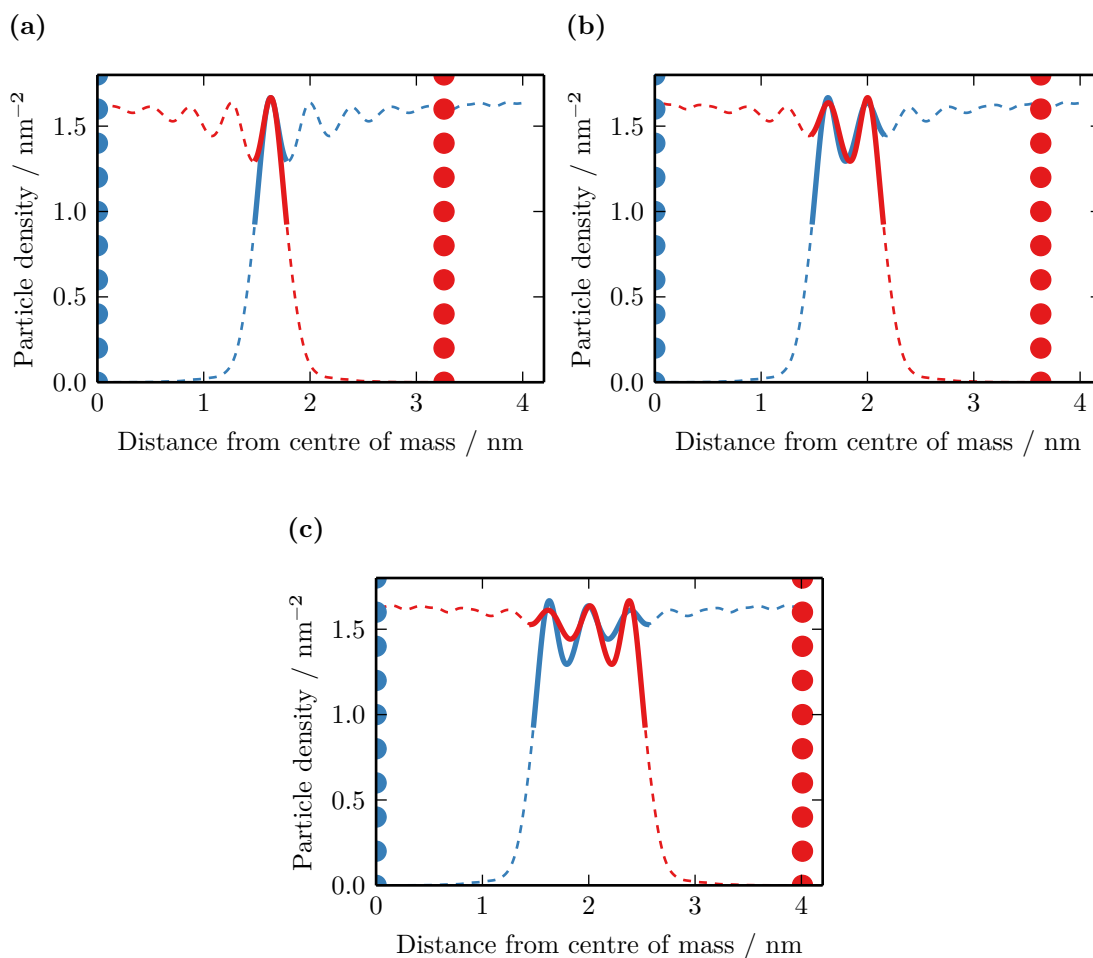 (a)
(b)
Particle density / nm⁻²
1.5
1.0
0.5
0.0
0 1 2 3 4
Distance from centre of mass / nm
Particle density / nm⁻²
1.5
1.0
0.5
0.0
0 1 2 3 4
Distance from centre of mass / nm
(c)
Particle density / nm⁻²
1.5
1.0
0.5
0.0
0 1 2 3 4
Distance from centre of mass / nm